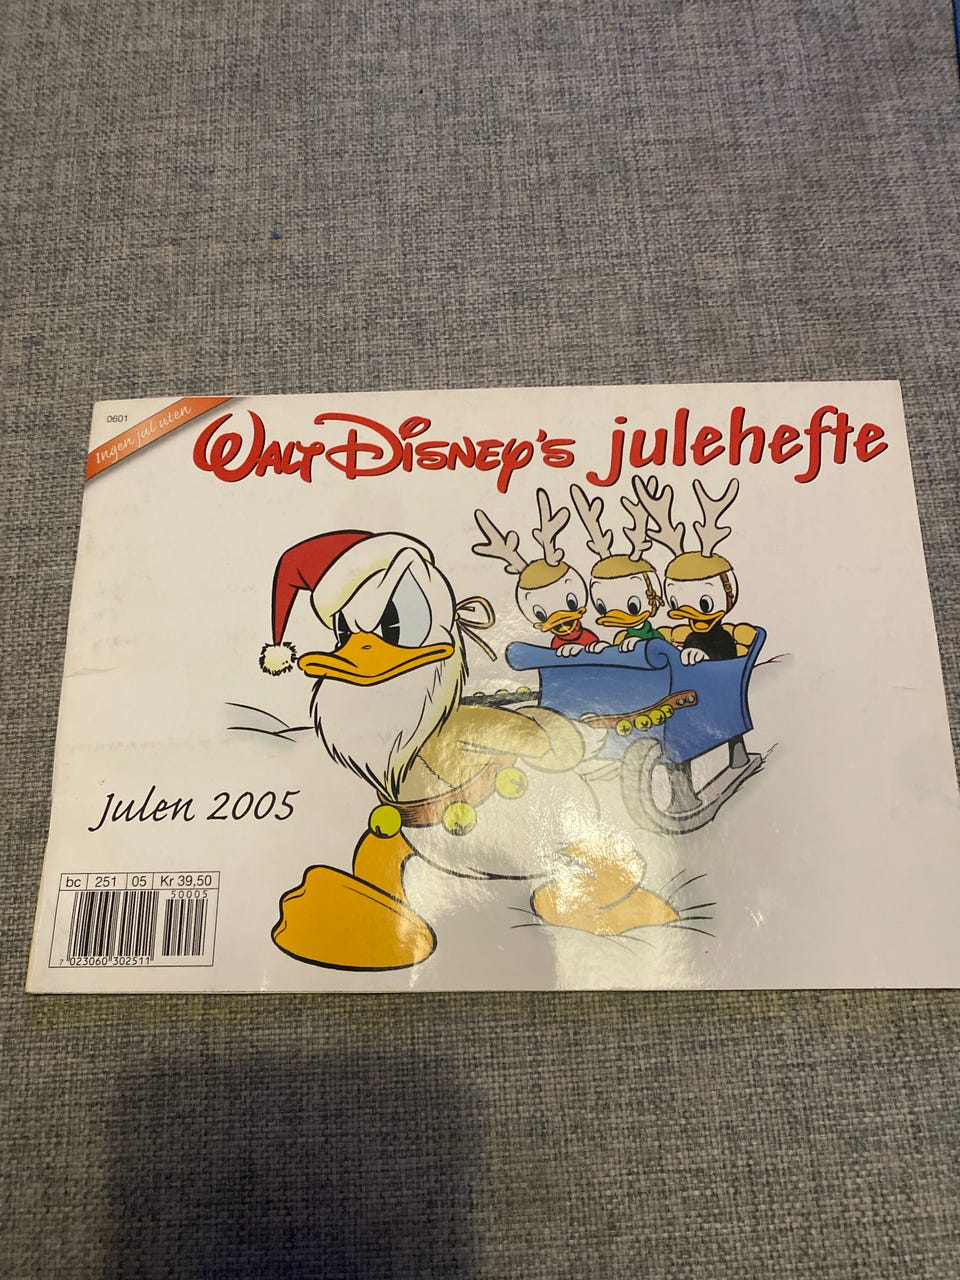 0601
Ingen jul uten
WALT DISNEY'S julehefte
Julen 2005
bc 251 05 Kr 39,50
50005
7 023060 302511